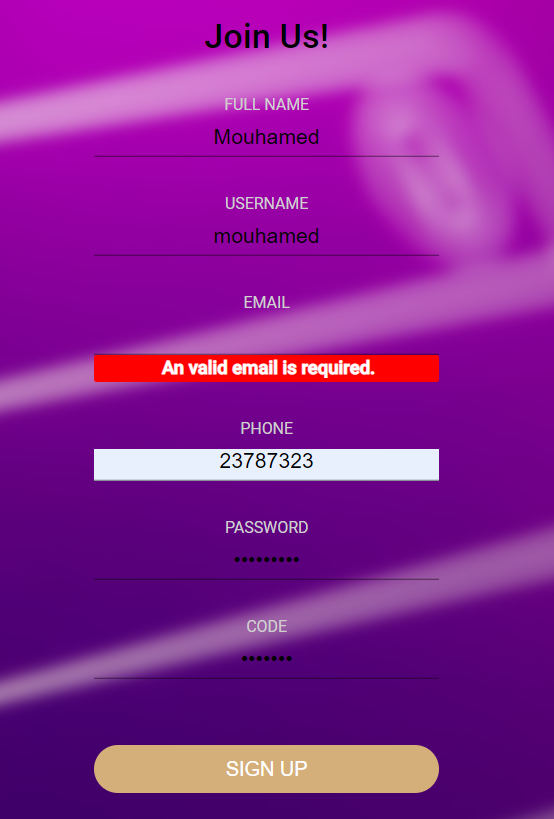 Join Us!
FULL NAME
Mouhamed
USERNAME
mouhamed
EMAIL
An valid email is required.
PHONE
23787323
PASSWORD
•••••••••
CODE
•••••••
SIGN UP